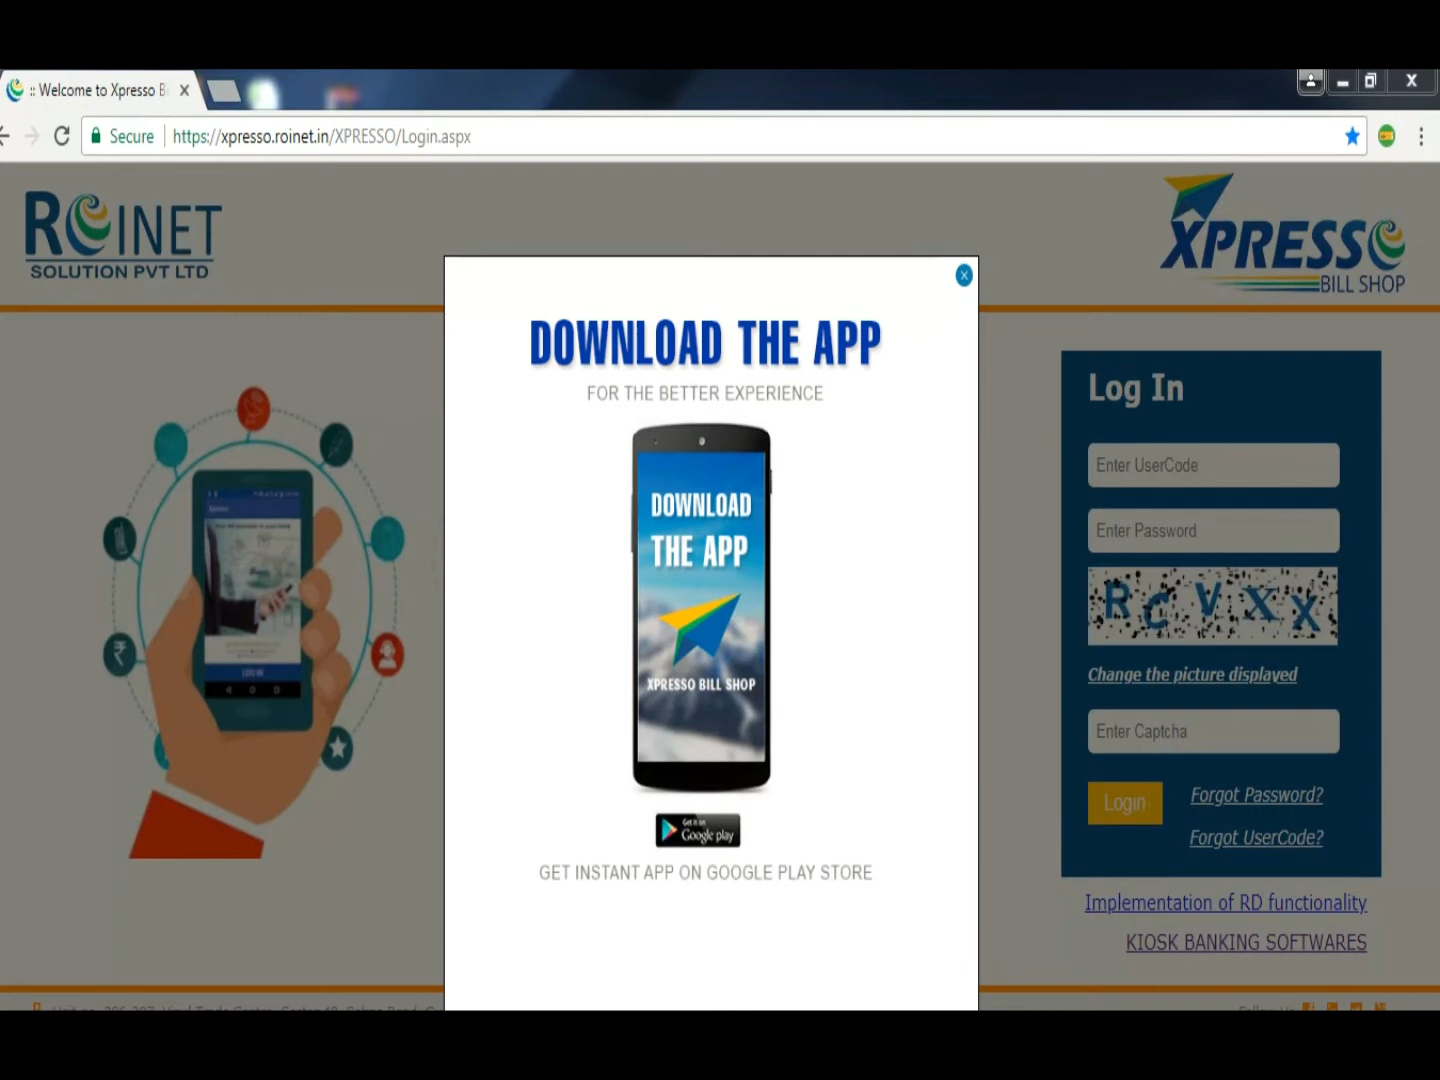 :: Welcome to Xpresso B
Secure
https://xpresso.roinet.in/XPRESSO/Login.aspx
ROINET
SOLUTION PVT LTD
XPRESSO
BILL SHOP
DOWNLOAD THE APP
FOR THE BETTER EXPERIENCE
DOWNLOAD
THE APP
XPRESSO BILL SHOP
Get it on
Google play
GET INSTANT APP ON GOOGLE PLAY STORE
LOG IN
Log In
Enter UserCode
Enter Password
R C V X X
Change the picture displayed
Enter Captcha
Login
Forgot Password?
Forgot UserCode?
Implementation of RD functionality
KIOSK BANKING SOFTWARES